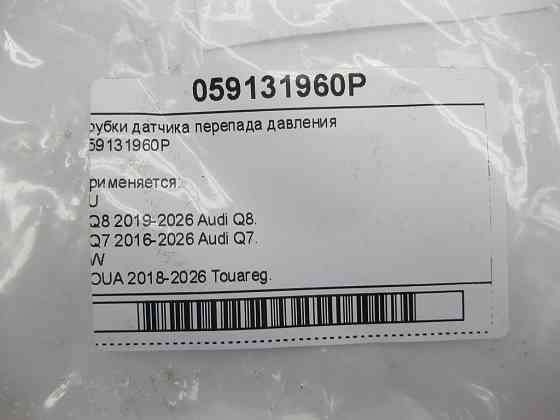 059131960P
рубки датчика перепада давления
59131960P
рименяется:
U
Q8 2019-2026 Audi Q8.
Q7 2016-2026 Audi Q7.
W
OUA 2018-2026 Touareg.